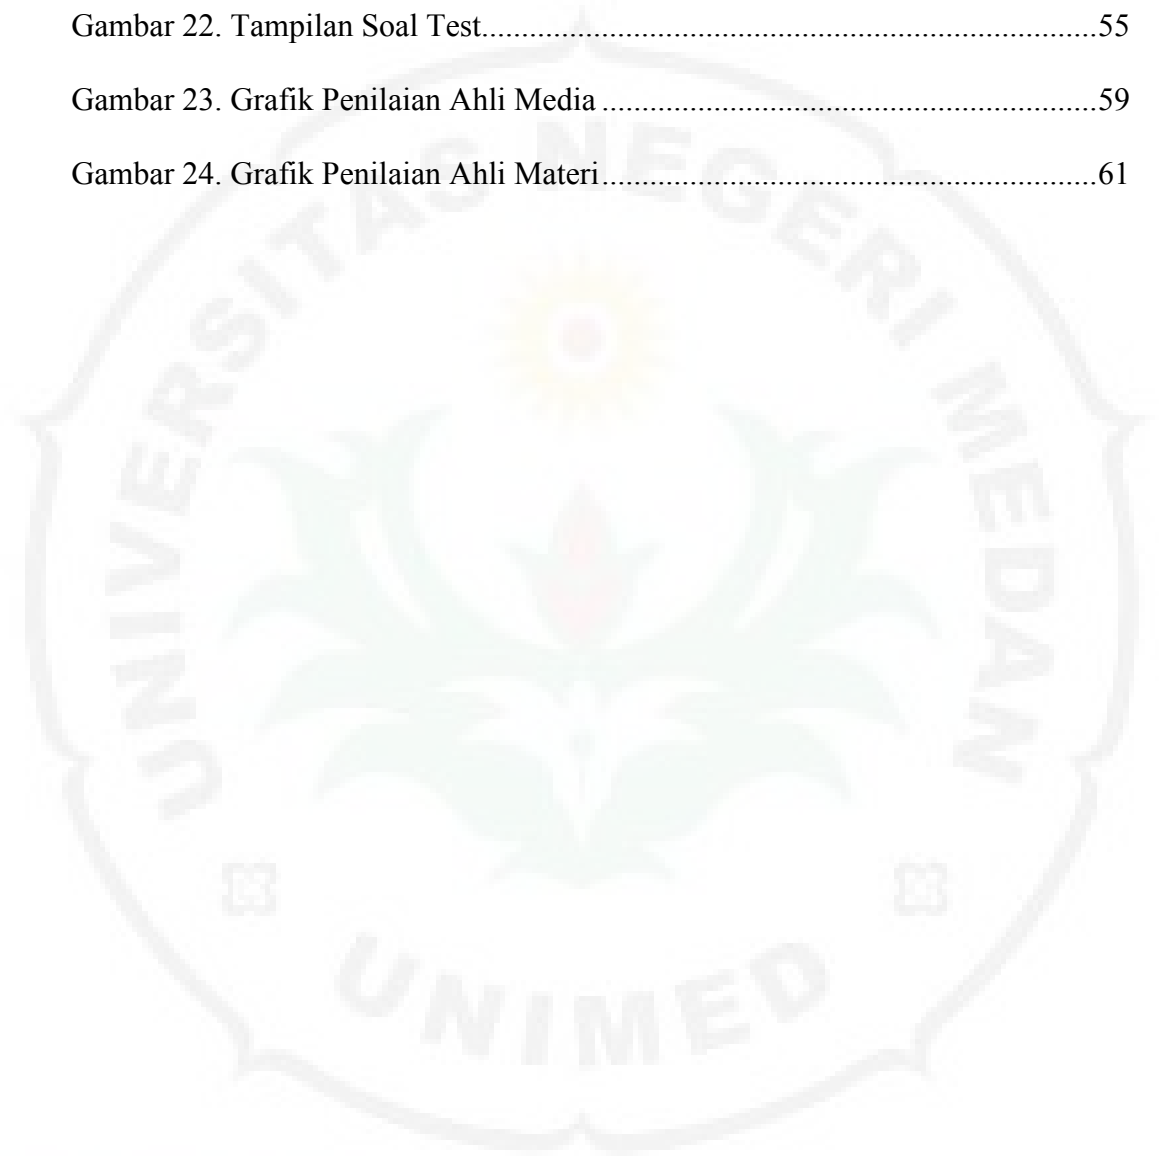 Gambar 22. Tampilan Soal Test............................................................................55
Gambar 23. Grafik Penilaian Ahli Media .............................................................59
Gambar 24. Grafik Penilaian Ahli Materi.............................................................61
UNIVERSITAS NEGERI MEDAN
UNIMED